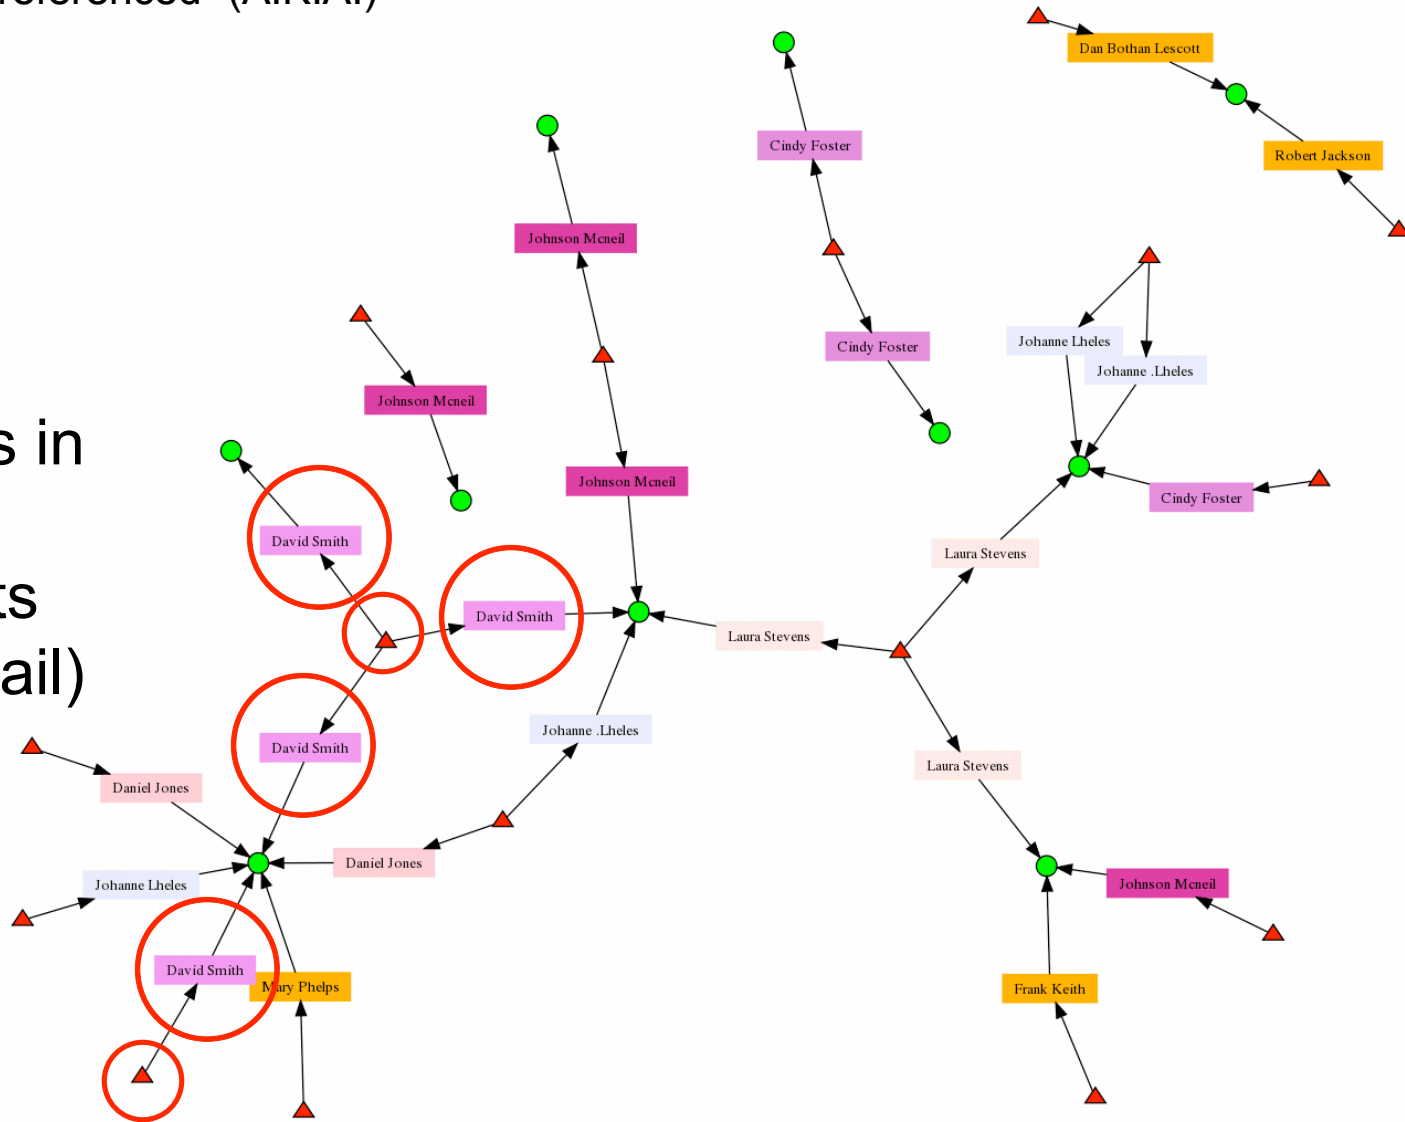 (AIRIAI)
Dan Bothan Lescott
Cindy Foster
Robert Jackson
Johnson Mcneil
Johanne Lheles
Cindy Foster
Johanne .Lheles
Johnson Mcneil
s in
Johnson Mcneil
Cindy Foster
David Smith
Laura Stevens
ts
David Smith
Laura Stevens
ail)
Johanne .Lheles
David Smith
Laura Stevens
Daniel Jones
Daniel Jones
Johanne Lheles
Johnson Mcneil
David Smith
Mary Phelps
Frank Keith